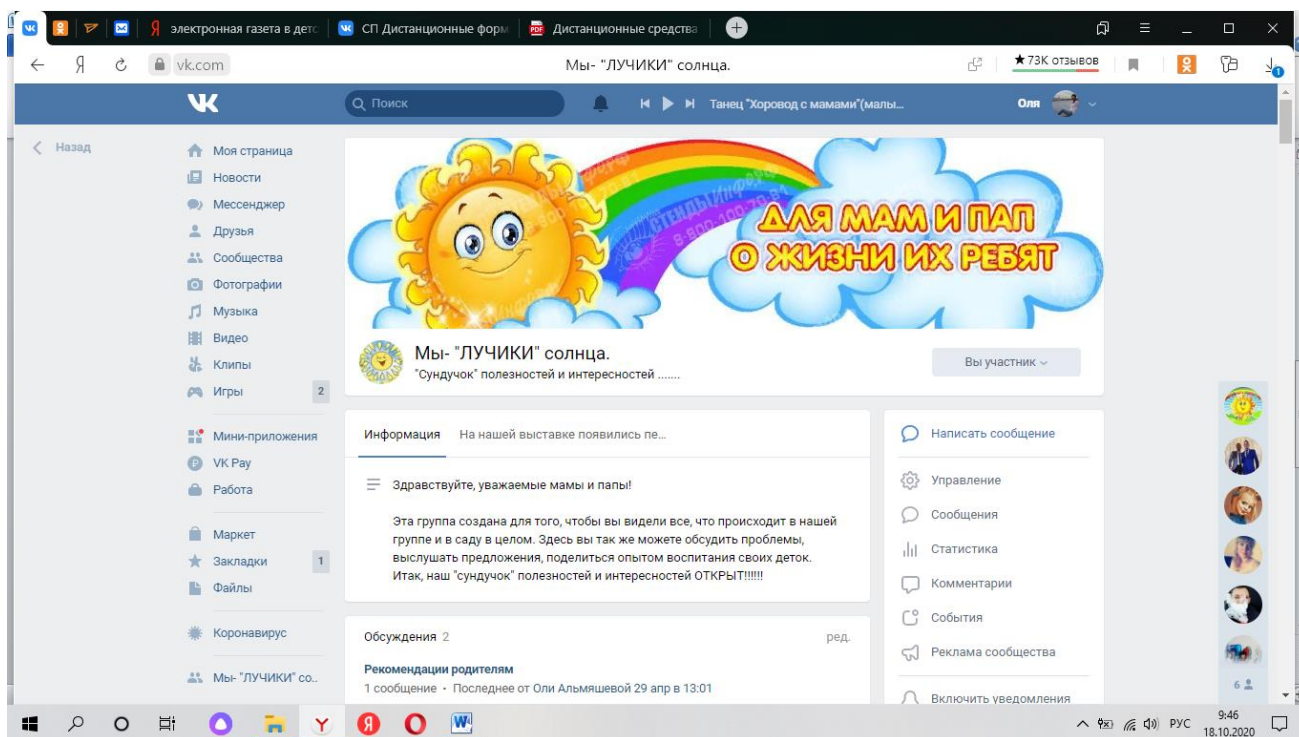 электронная газета в детс
СП Дистанционные форм
Дистанционные средства
vk.com
Мы- "ЛУЧИКИ" солнца.
★73К отзывов
Поиск
Танец "Хоровод с мамами"(малы...
Оля
Назад
Моя страница
Новости
Мессенджер
Друзья
Сообщества
Фотографии
Музыка
Видео
Клипы
Игры 2
Мини-приложения
VK Pay
Работа
Маркет
Закладки 1
Файлы
Коронавирус
Мы- "ЛУЧИКИ" со..
ДЛЯ МАМ И ПАП
О ЖИЗНИ ИХ РЕБЯТ
Мы- "ЛУЧИКИ" солнца.
"Сундучок" полезностей и интересностей .......
Вы участник
Информация На нашей выставке появились пе...
Здравствуйте, уважаемые мамы и папы!
Эта группа создана для того, чтобы вы видели все, что происходит в нашей
группе и в саду в целом. Здесь вы так же можете обсудить проблемы,
выслушать предложения, поделиться опытом воспитания своих деток.
Итак, наш "сундучок" полезностей и интересностей ОТКРЫТ!!!!!!
Обсуждения 2 ред.
Рекомендации родителям
1 сообщение · Последнее от Оли Альмяшевой 29 апр в 13:01
Написать сообщение
Управление
Сообщения
Статистика
Комментарии
События
Реклама сообщества
Включить уведомления
6
РУС
9:46
18.10.2020